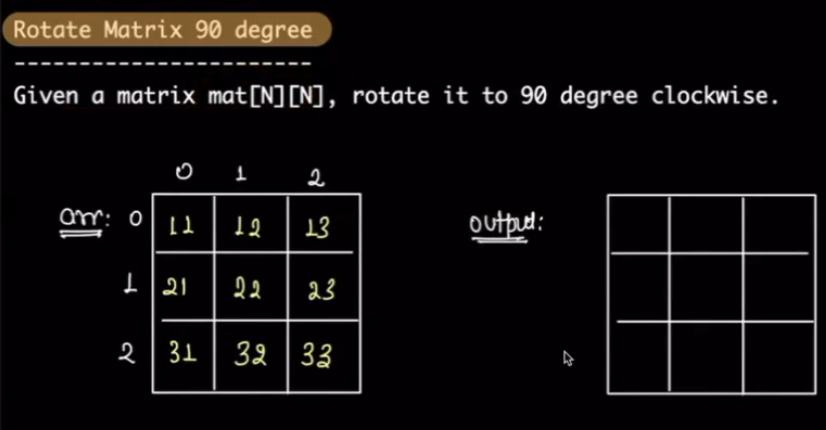 Rotate Matrix 90 degree
-----------------------
Given a matrix mat[N][N], rotate it to 90 degree clockwise.
0 1 2
arr: 0 11 12 13 output:
1 21 22 23
2 31 32 33